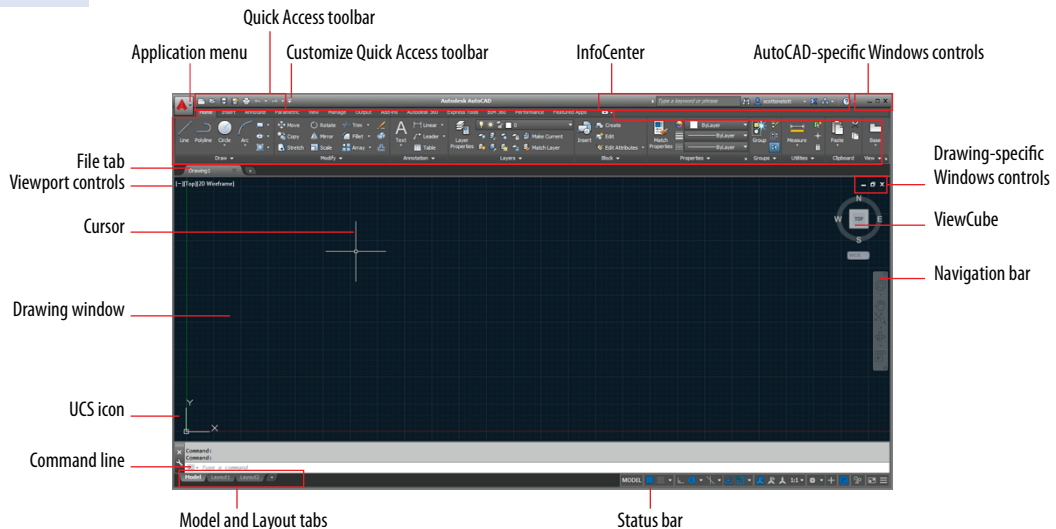 Quick Access toolbar
Application menu
Customize Quick Access toolbar
InfoCenter
AutoCAD-specific Windows controls
Autodesk AutoCAD
Type a keyword or phrase
Home Insert Annotate Parametric View Manage Output Add-ins Autodesk 360 Express Tools BIM 360 Performance Featured Apps
Line Polyline Circle Arc
Move Rotate Trim
Copy Mirror Fillet
Stretch Scale Array
Text
Linear
Leader
Table
Layer Properties
0
Make Current
Match Layer
Insert
Create
Edit
Edit Attributes
Match Properties
ByLayer
ByLayer
ByLayer
Group
Measure
Paste
Base
Draw Modify Annotation Layers Block Properties Groups Utilities Clipboard View
File tab
Drawing1
Viewport controls
[−][Top][2D Wireframe]
Drawing-specific
Windows controls
N
W TOP E
S
WCS
ViewCube
Cursor
Navigation bar
Drawing window
UCS icon
Y
X
Command:
Command:
Command line
Type a command
Model Layout1 Layout2 +
MODEL
1:1
Model and Layout tabs
Status bar